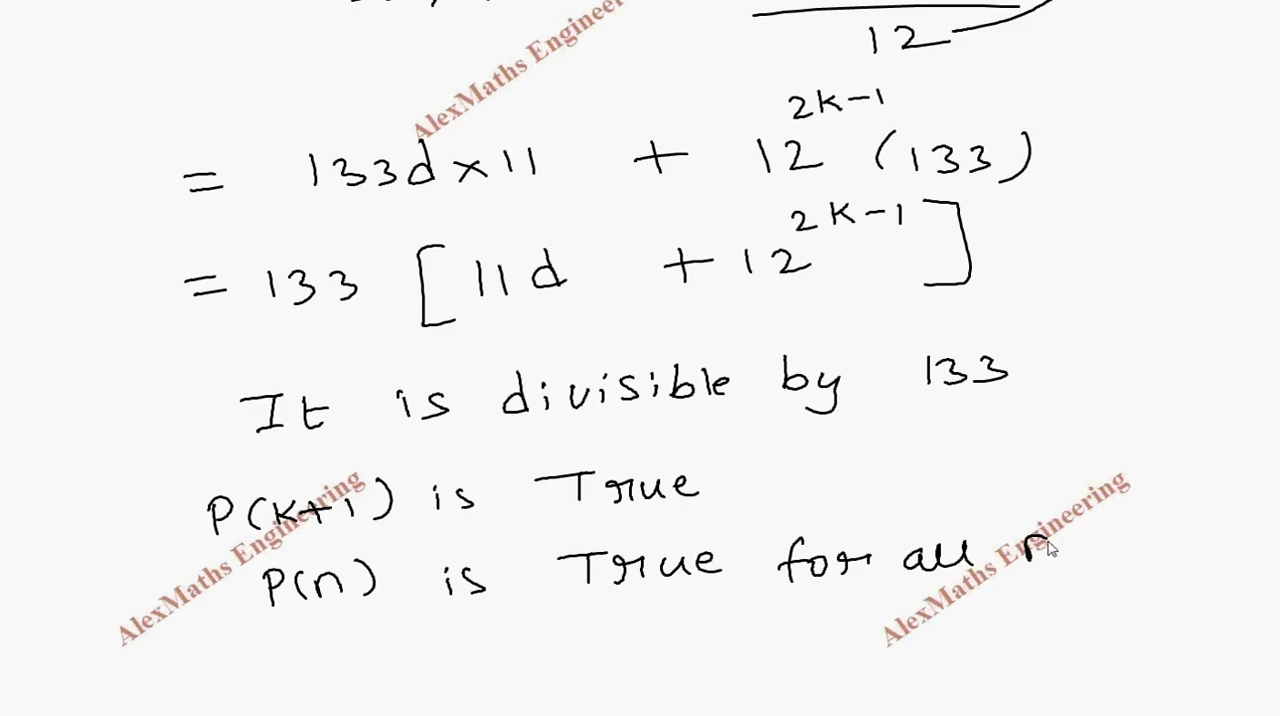 12
= 133d × 11 + 12^{2k-1} (133)
= 133 [ 11d + 12^{2k-1} ]
It is divisible by 133
P(k+1) is True
P(n) is True for all n
AlexMaths Engineer
AlexMaths Engineering
AlexMaths Engineering